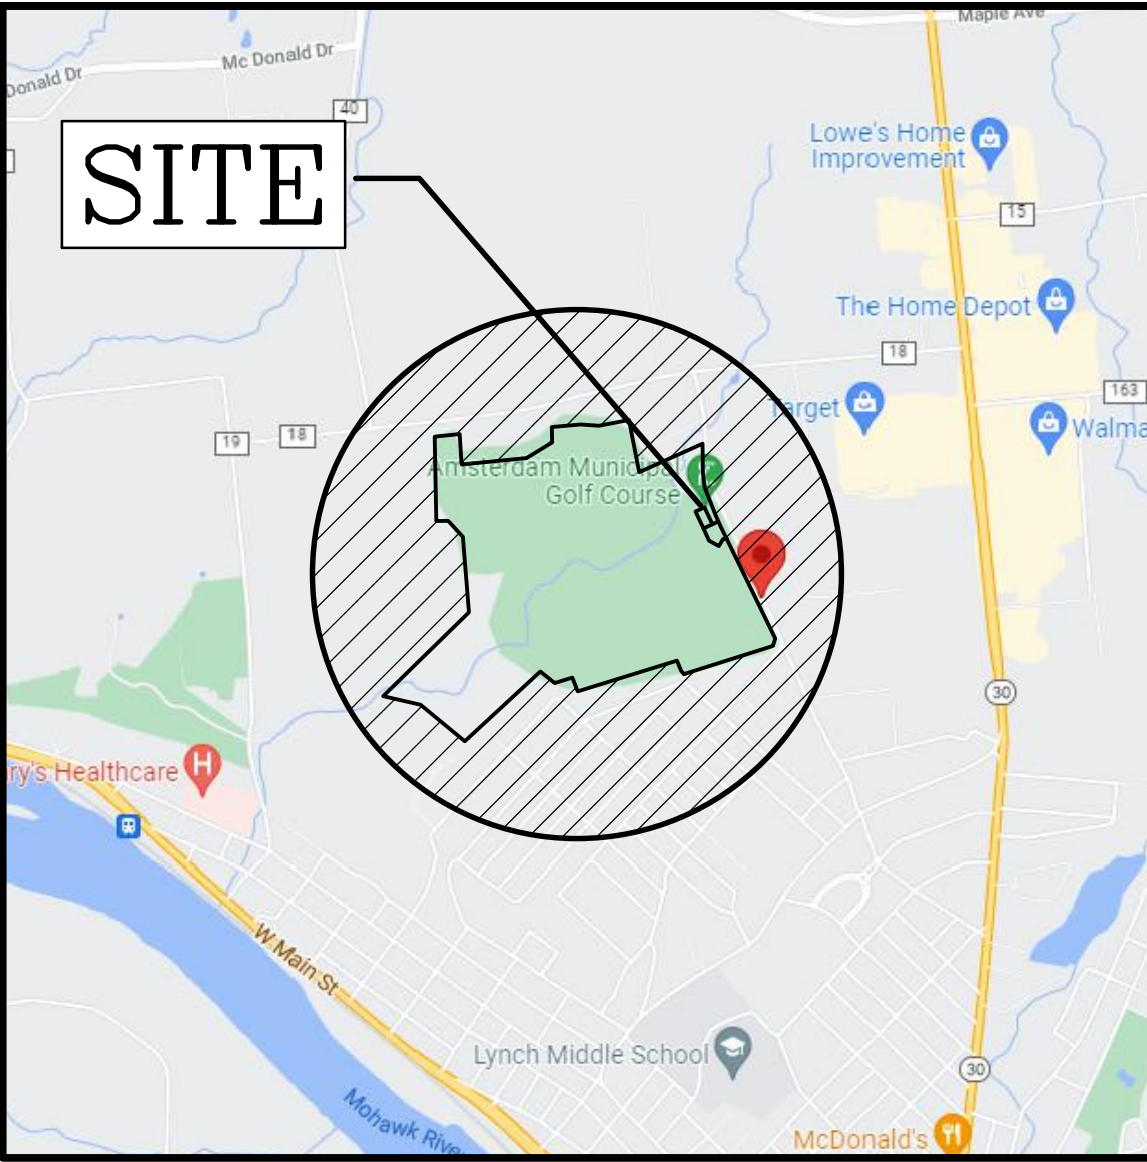 Maple Ave
Mc Donald Dr
Donald Dr
40
SITE
Lowe's Home
Improvement
15
The Home Depot
18
163
Target
Walma
19
18
Amsterdam Municipal
Golf Course
30
ry's Healthcare
H
W Main St
Lynch Middle School
30
Mohawk Rive
McDonald's